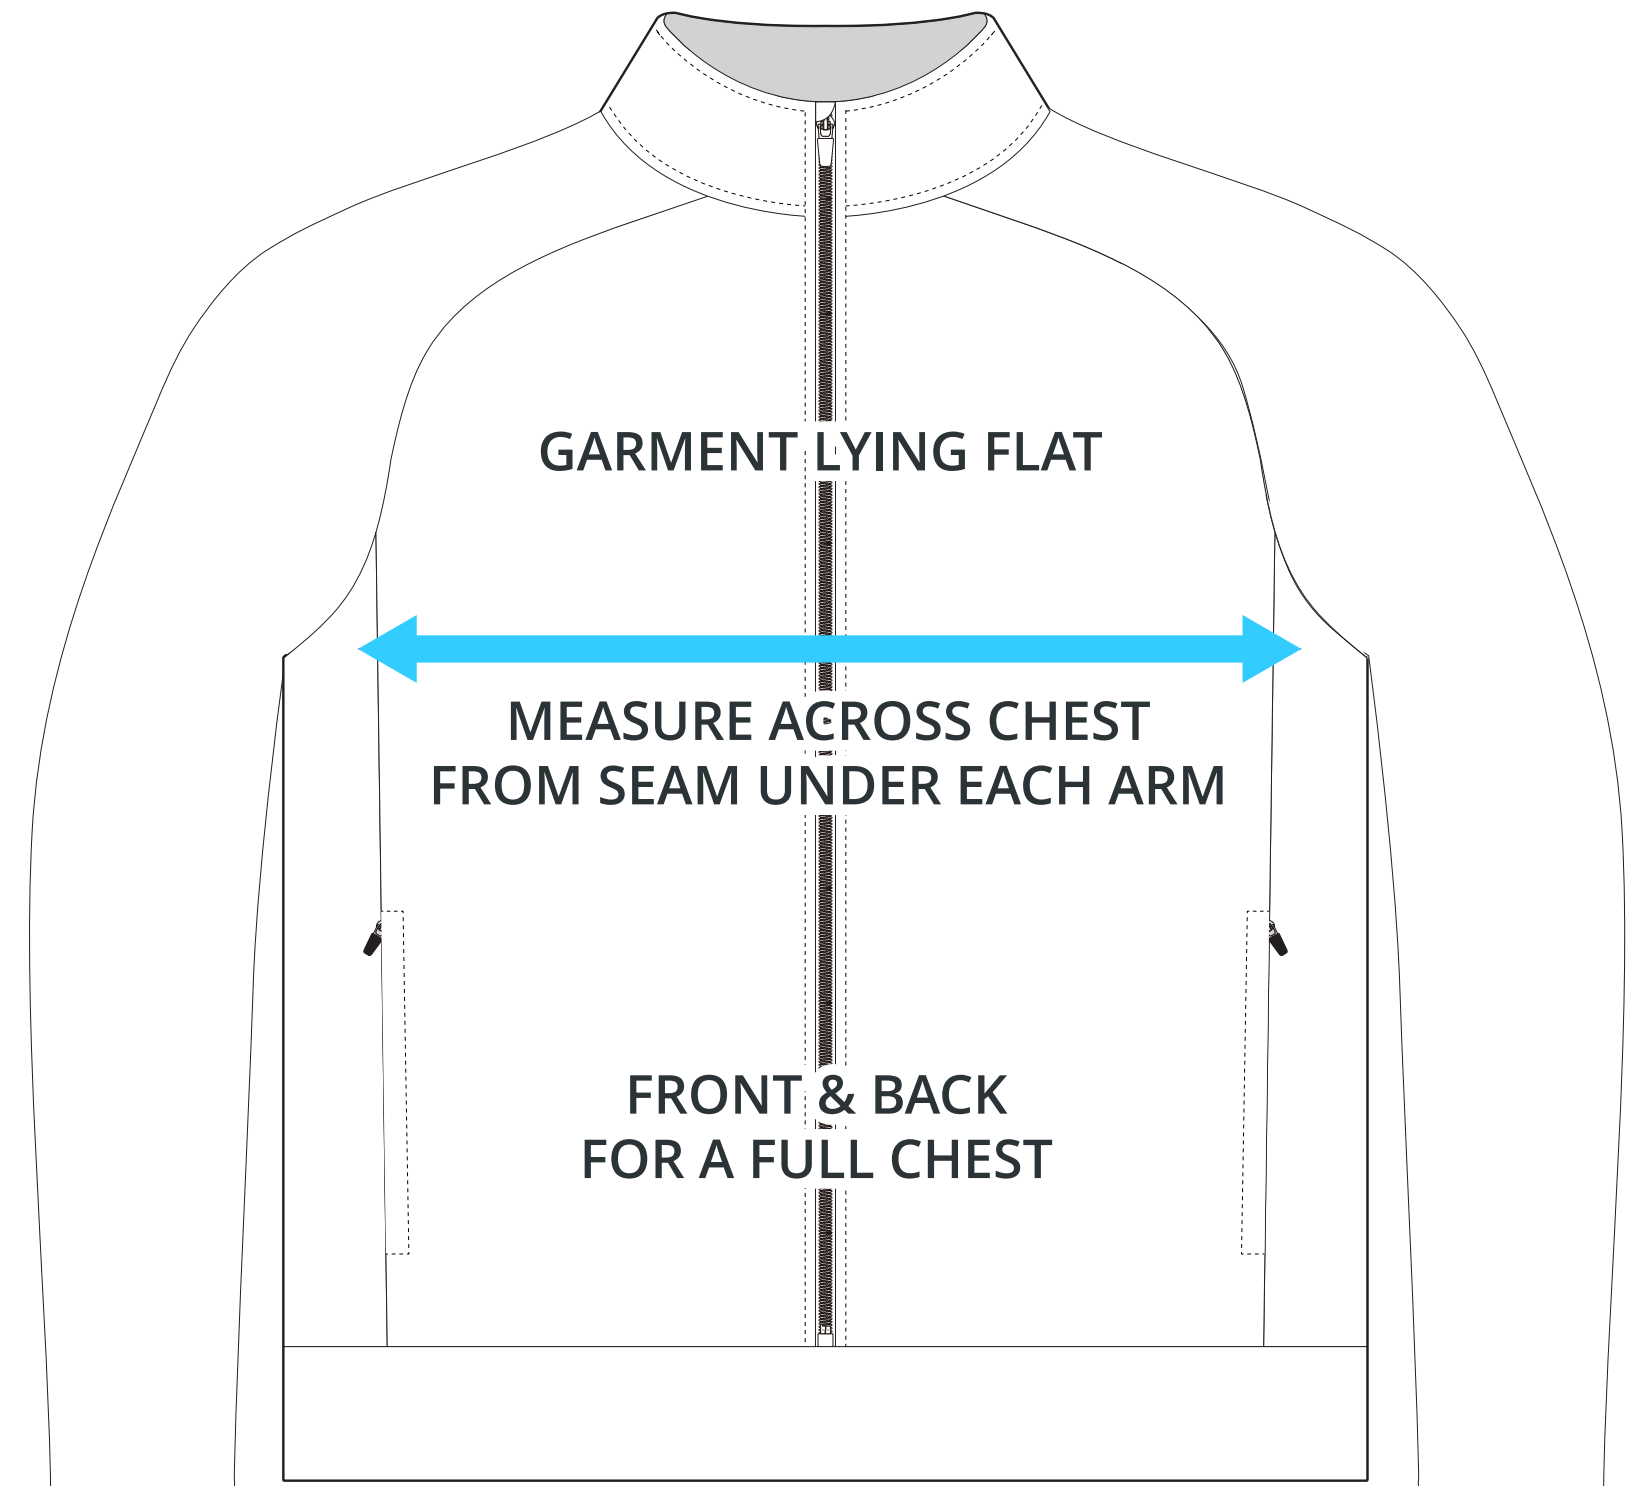 GARMENT LYING FLAT
MEASURE ACROSS CHEST
FROM SEAM UNDER EACH ARM
FRONT & BACK
FOR A FULL CHEST